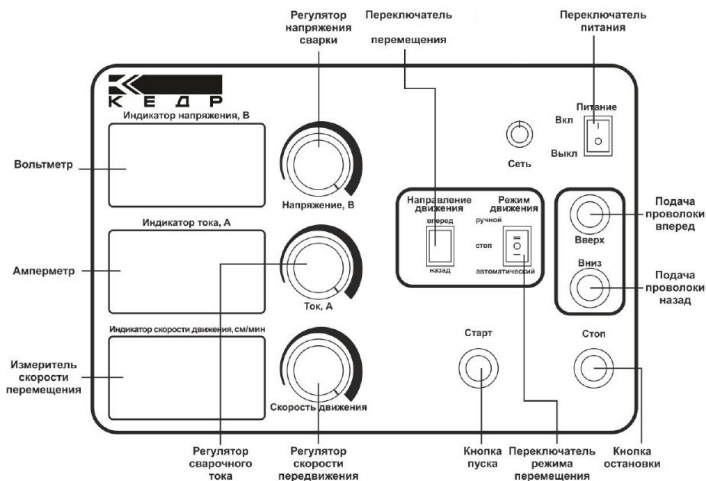 Регулятор
напряжения
сварки
Переключатель
перемещения
Переключатель
питания
КЕДР
Индикатор напряжения, В
Вольтметр
Напряжение, В
Питание
Вкл
Выкл
Сеть
Направление
движения
вперед
назад
Режим
движения
ручной
стоп
автоматический
Вверх
Вниз
Подача
проволоки
вперед
Подача
проволоки
назад
Индикатор тока, А
Амперметр
Ток, А
Индикатор скорости движения, см/мин
Измеритель
скорости
перемещения
Скорость движения
Старт
Стоп
Регулятор
сварочного
тока
Регулятор
скорости
передвижения
Кнопка
пуска
Переключатель
режима
перемещения
Кнопка
остановки